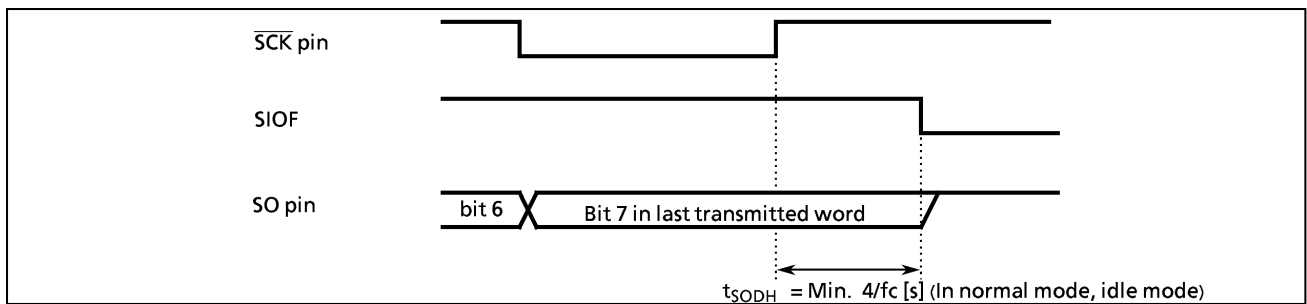 SCK pin
SIOF
SO pin
bit 6
Bit 7 in last transmitted word
tSODH = Min. 4/fc [s] (In normal mode, idle mode)